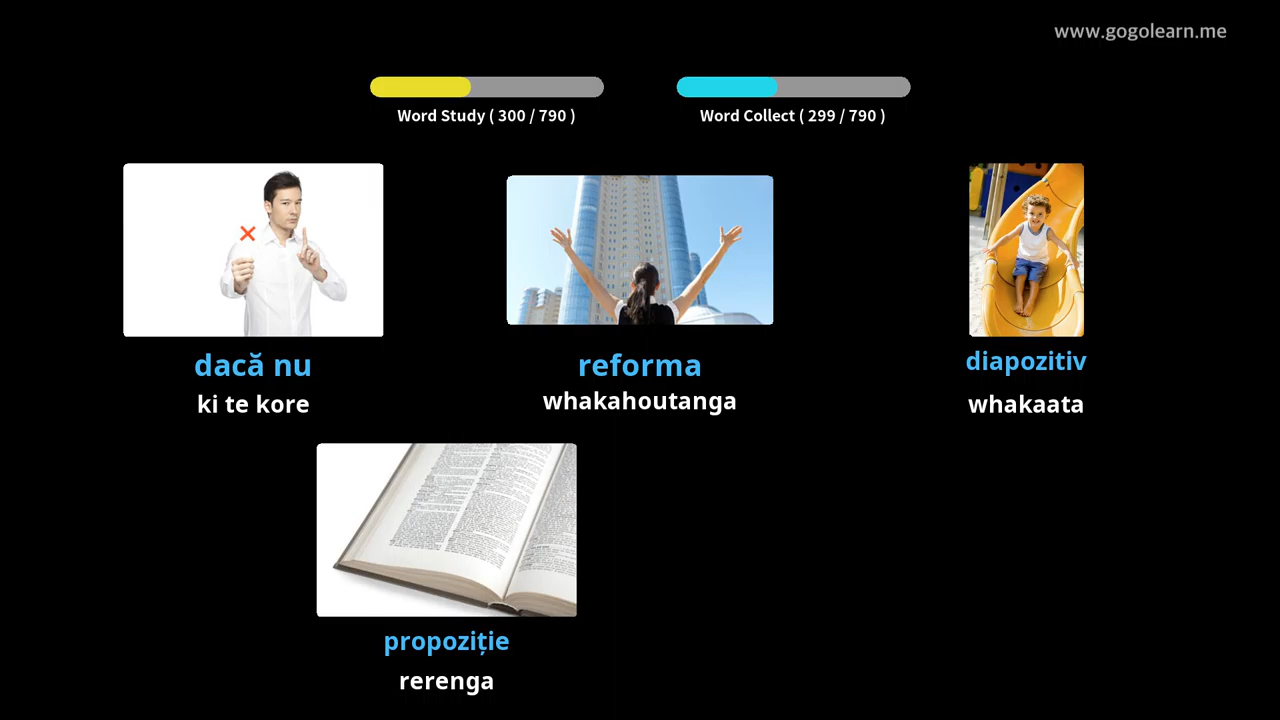 www.gogolearn.me
Word Study ( 300 / 790 )
Word Collect ( 299 / 790 )
dacă nu
ki te kore
reforma
whakahoutanga
diapozitiv
whakaata
propoziție
rerenga